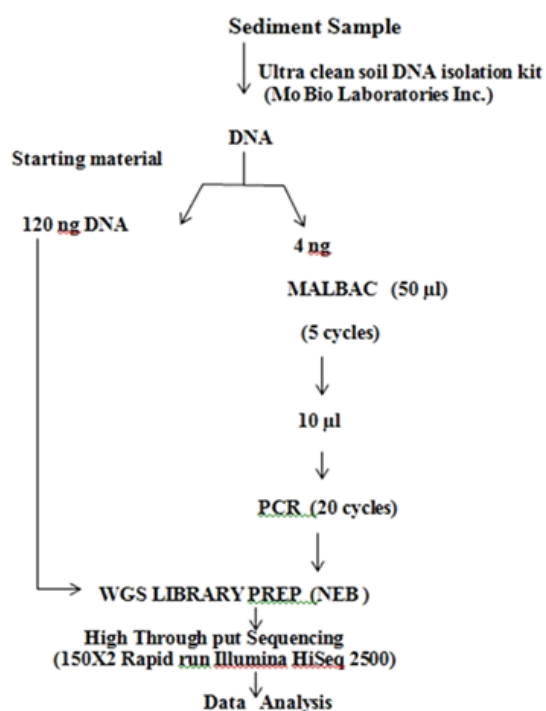 Sediment Sample
Ultra clean soil DNA isolation kit
(Mo Bio Laboratories Inc.)
DNA
Starting material
120 ng DNA
4 ng
MALBAC (50 µl)
(5 cycles)
10 µl
PCR (20 cycles)
WGS LIBRARY PREP (NEB )
High Through put Sequencing
(150X2 Rapid run Illumina HiSeq 2500)
Data Analysis